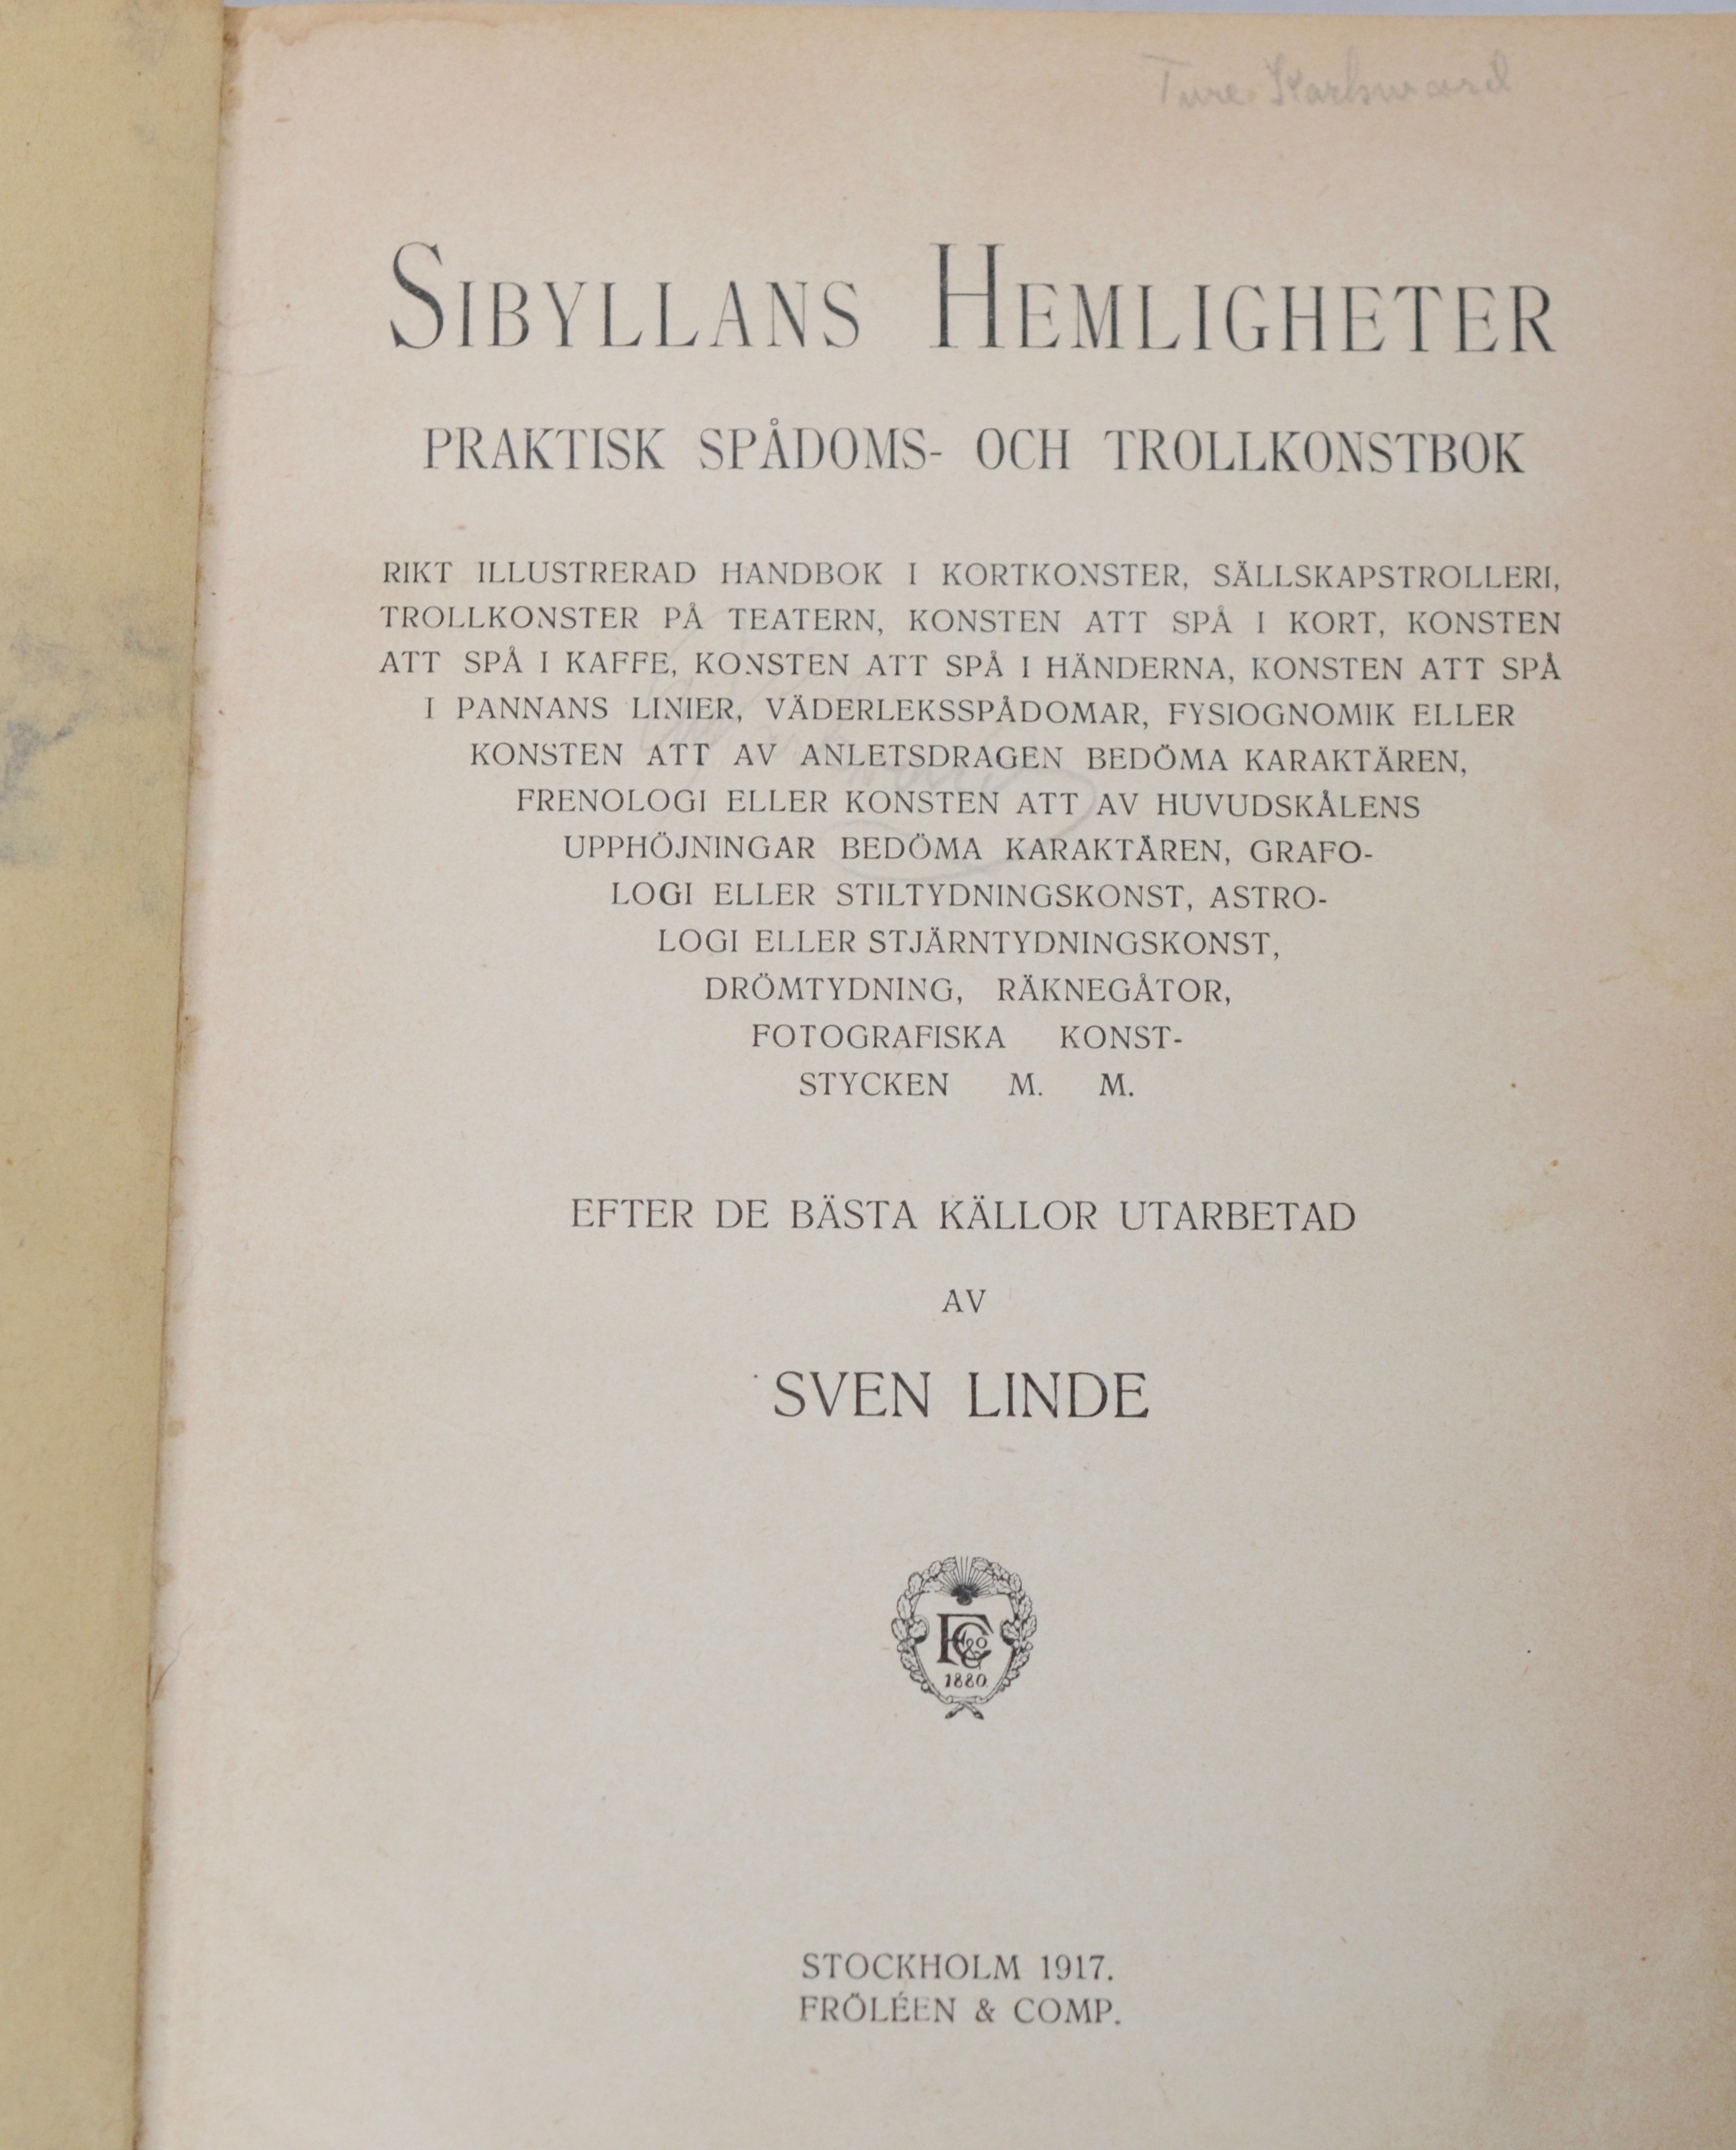 Ture
SIBYLLANS HEMLIGHETER
PRAKTISK SPÅDOMS- OCH TROLLKONSTBOK
RIKT ILLUSTRERAD HANDBOK I KORTKONSTER, SÄLLSKAPSTROLLERI,
TROLLKONSTER PÅ TEATERN, KONSTEN ATT SPÅ I KORT, KONSTEN
ATT SPÅ I KAFFE, KONSTEN ATT SPÅ I HÄNDERNA, KONSTEN ATT SPÅ
I PANNANS LINIER, VÄDERLEKSSPÅDOMAR, FYSIOGNOMIK ELLER
KONSTEN ATT AV ANLETSDRAGEN BEDÖMA KARAKTÄREN,
FRENOLOGI ELLER KONSTEN ATT AV HUVUDSKÅLENS
UPPHÖJNINGAR BEDÖMA KARAKTÄREN, GRAFO-
LOGI ELLER STILTYDNINGSKONST, ASTRO-
LOGI ELLER STJÄRNTYDNINGSKONST,
DRÖMTYDNING, RÄKNEGÅTOR,
FOTOGRAFISKA KONST-
STYCKEN M. M.
EFTER DE BÄSTA KÄLLOR UTARBETAD
AV
SVEN LINDE
F & Co
1880
STOCKHOLM 1917.
FRÖLÉEN & COMP.